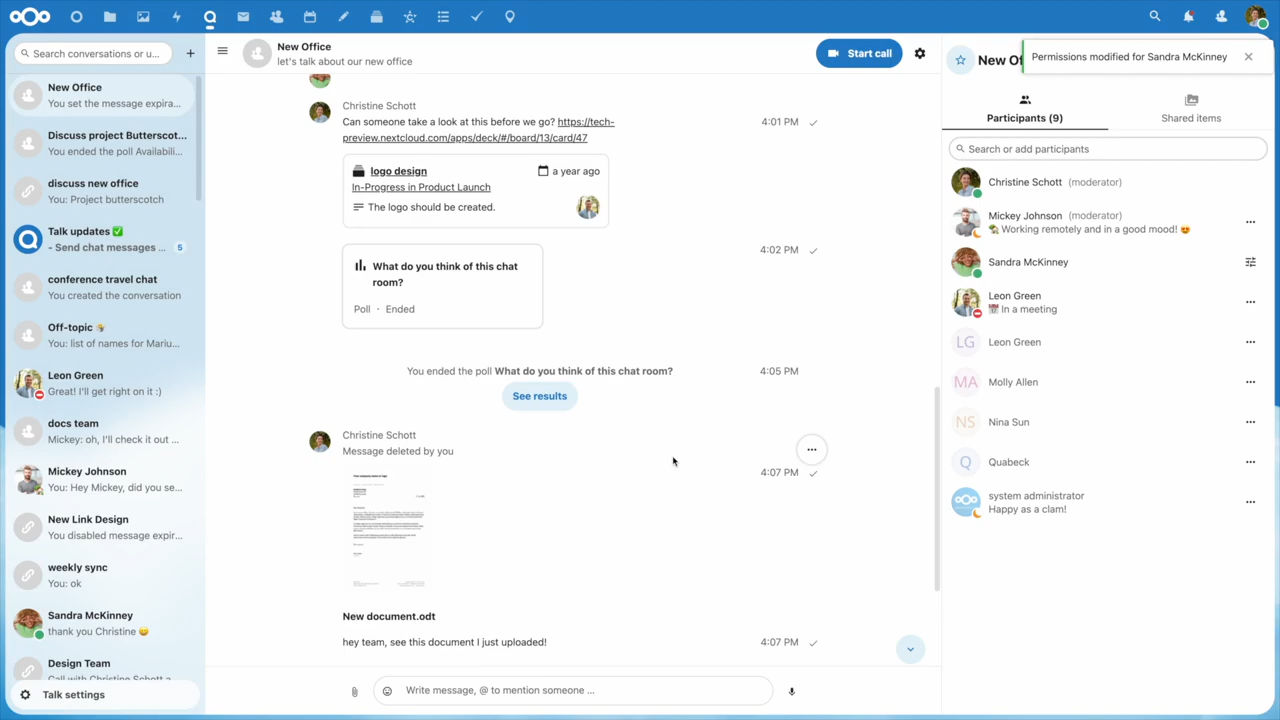 Search conversations or u...
New Office
You set the message expira...
Discuss project Butterscot...
You ended the poll Availabili...
discuss new office
You: Project butterscotch
Talk updates ✅
- Send chat messages ...
5
conference travel chat
You created the conversation
Off-topic
You: list of names for Mariu...
Leon Green
Great! I'll get right on it :)
docs team
Mickey: oh, I'll check it out ...
Mickey Johnson
You: Hey Mickey, did you se...
New Link Design
You disabled message expir...
weekly sync
You: ok
Sandra McKinney
thank you Christine 😄
Design Team
Call with Christine Schott a
Talk settings
New Office
let's talk about our new office
Start call
Christine Schott
Can someone take a look at this before we go? https://tech-
preview.nextcloud.com/apps/deck/#/board/13/card/47
4:01 PM
logo design
a year ago
In-Progress in Product Launch
The logo should be created.
4:02 PM
What do you think of this chat
room?
Poll · Ended
You ended the poll What do you think of this chat room?
4:05 PM
See results
Christine Schott
Message deleted by you
4:07 PM
New document.odt
hey team, see this document I just uploaded!
4:07 PM
Write message, @ to mention someone ...
New Of
Permissions modified for Sandra McKinney
Participants (9)
Shared items
Search or add participants
Christine Schott (moderator)
Mickey Johnson (moderator)
🏡 Working remotely and in a good mood! 😍
Sandra McKinney
Leon Green
📅 In a meeting
LG
Leon Green
MA
Molly Allen
NS
Nina Sun
Q
Quabeck
system administrator
Happy as a clam!